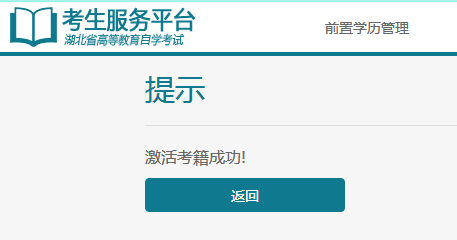 考生服务平台
湖北省高等教育自学考试
前置学历管理
提示
激活考籍成功!
返回